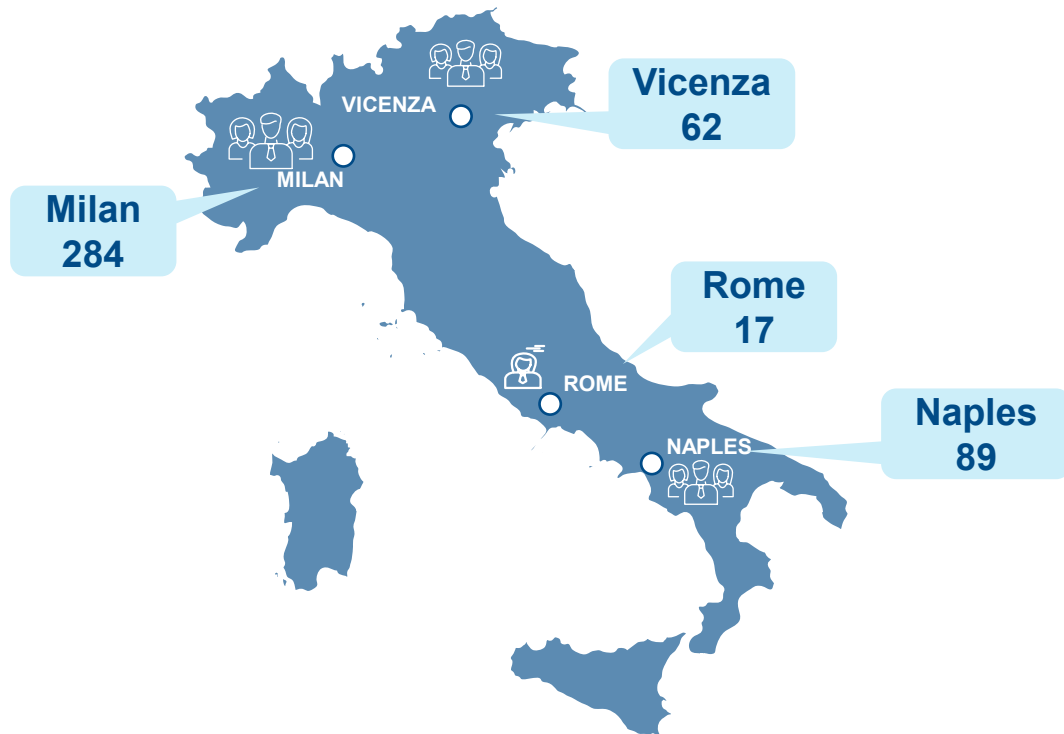 VICENZA
Vicenza
62
MILAN
Milan
284
Rome
17
ROME
NAPLES
Naples
89